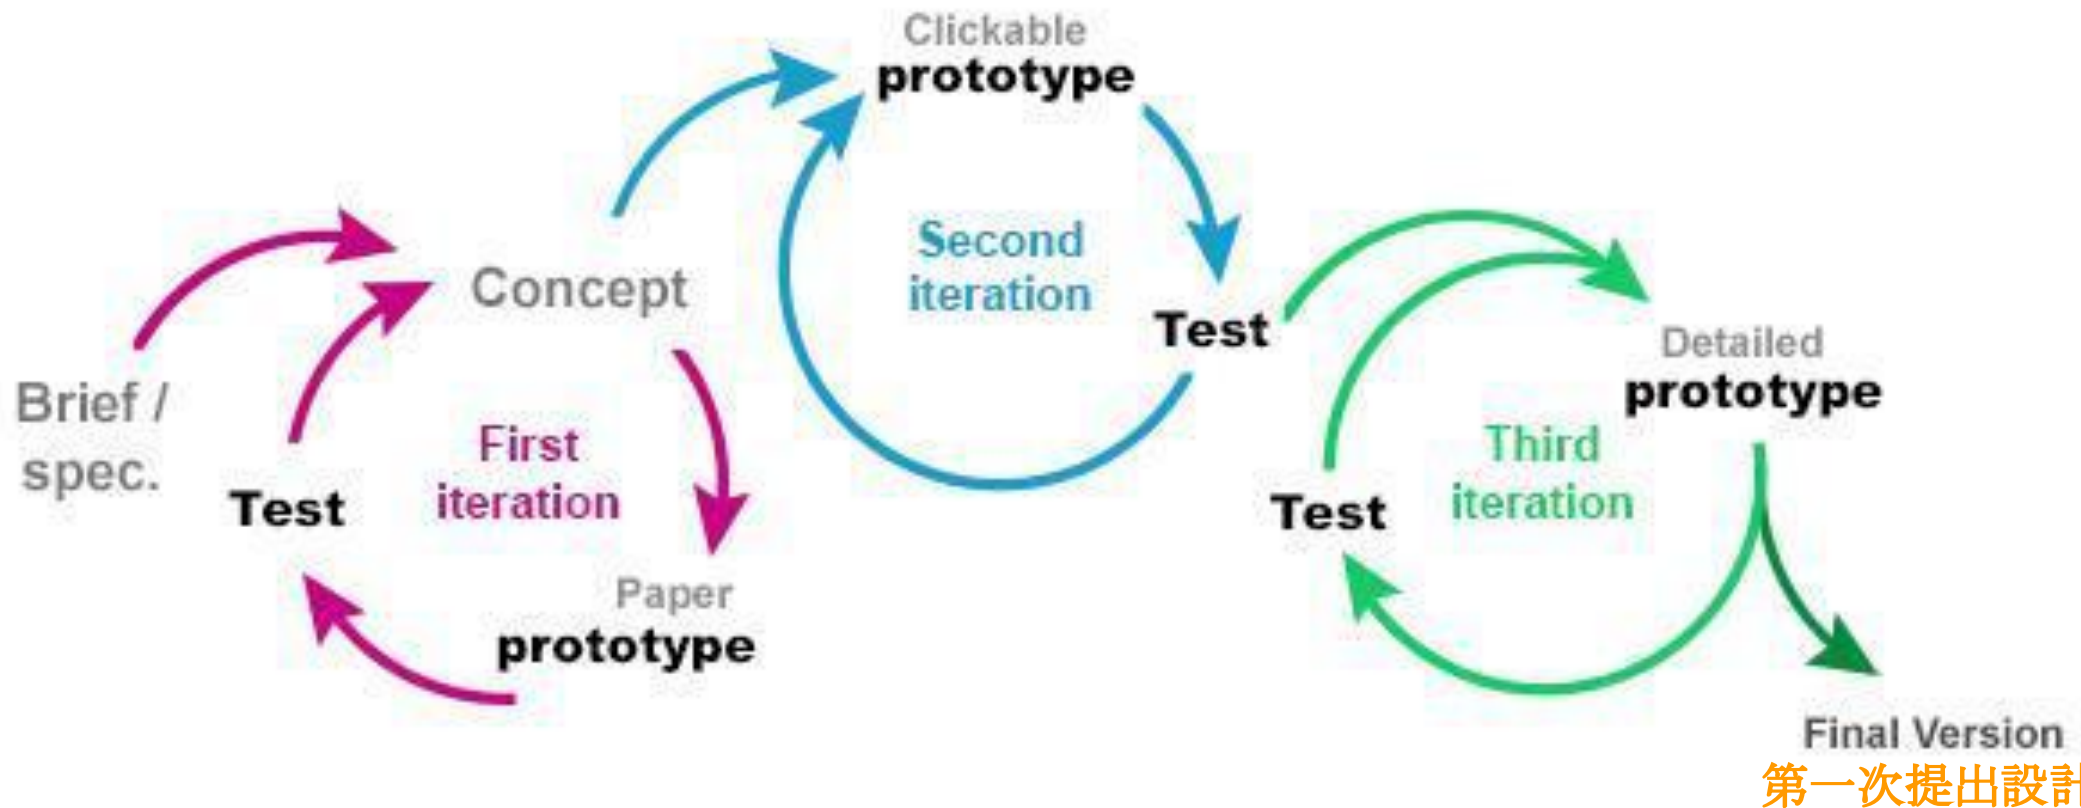 Brief /
spec.
Concept
First
iteration
Paper
prototype
Test
Clickable
prototype
Second
iteration
Test
Detailed
prototype
Third
iteration
Test
Final Version
第一次提出設計